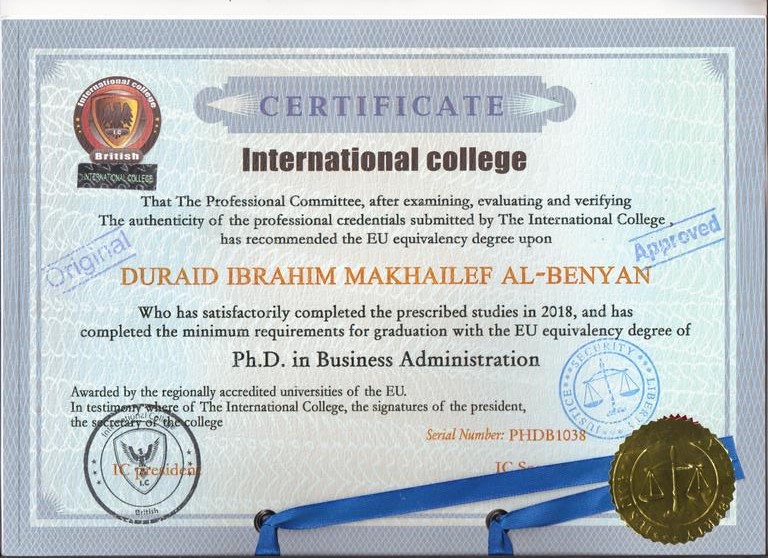 International college
I.C
British
INTERNATIONAL COLLEGE
CERTIFICATE
International college
That The Professional Committee, after examining, evaluating and verifying
The authenticity of the professional credentials submitted by The International College ,
has recommended the EU equivalency degree upon
Original
Approved
DURAID IBRAHIM MAKHAILEF AL-BENYAN
Who has satisfactorily completed the prescribed studies in 2018, and has
completed the minimum requirements for graduation with the EU equivalency degree of
Ph.D. in Business Administration
SECURITY
LIBERTY
JUSTICE
Awarded by the regionally accredited universities of the EU.
In testimony where of The International College, the signatures of the president,
the secretary of the college
Serial Number: PHDB1038
International College
I.C
British
IC president
IC S